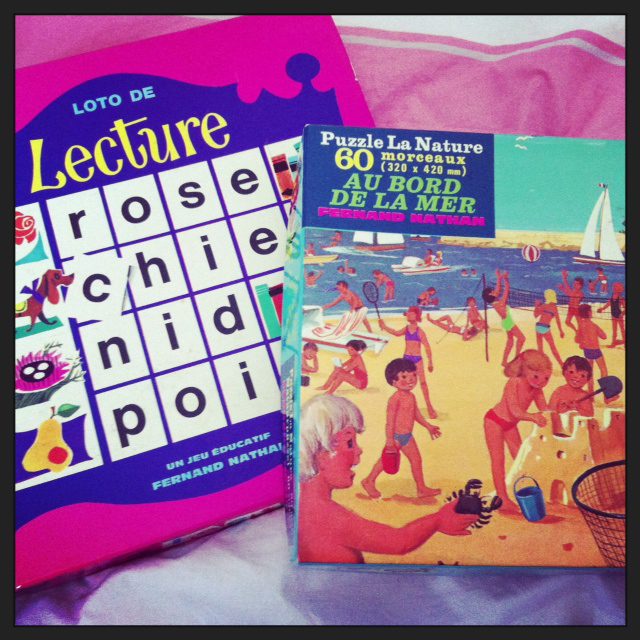 LOTO DE
Lecture
rose
chie
nid
poi
UN JEU ÉDUCATIF
FERNAND NATHAN
Puzzle La Nature
60 morceaux
(320 x 420 mm)
AU BORD
DE LA MER
FERNAND NATHAN